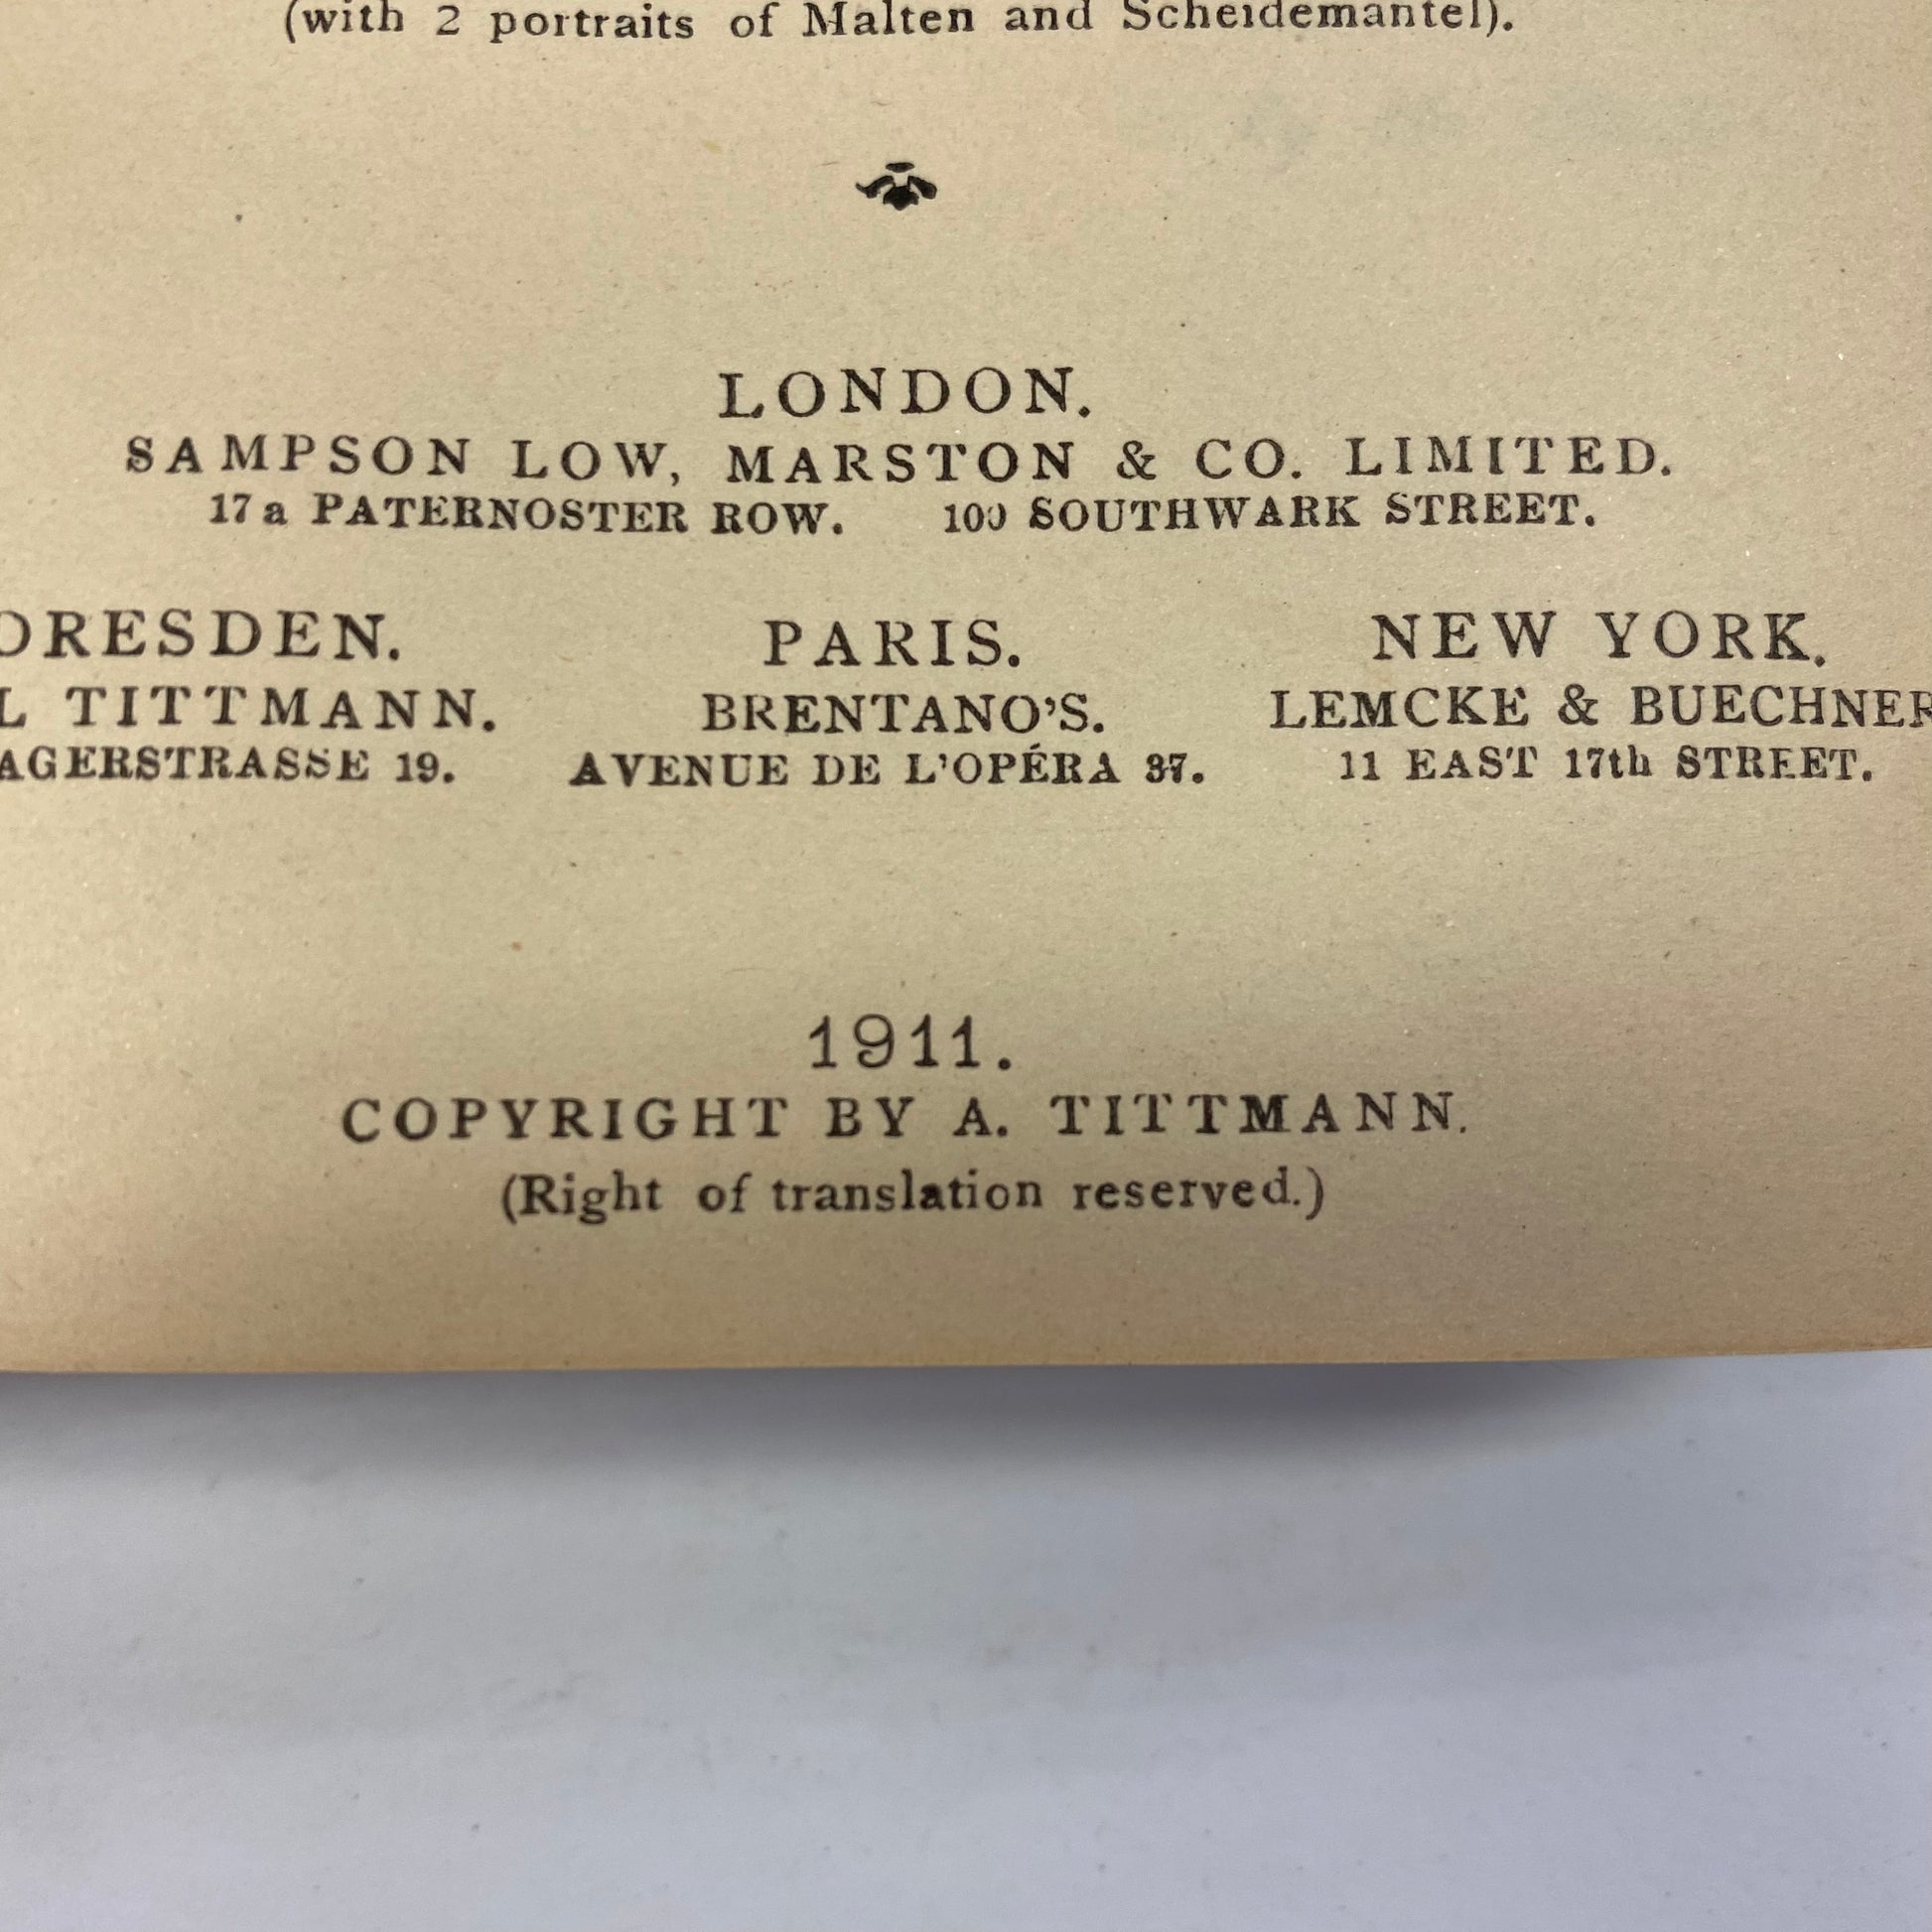 (with 2 portraits of Malten and Scheidemantel).
LONDON.
SAMPSON LOW, MARSTON & CO. LIMITED.
17a PATERNOSTER ROW. 100 SOUTHWARK STREET.
DRESDEN. PARIS. NEW YORK.
L TITTMANN. BRENTANO'S. LEMCKE & BUECHNER
AGERSTRASSE 19. AVENUE DE L'OPÉRA 37. 11 EAST 17th STREET.
1911.
COPYRIGHT BY A. TITTMANN.
(Right of translation reserved.)